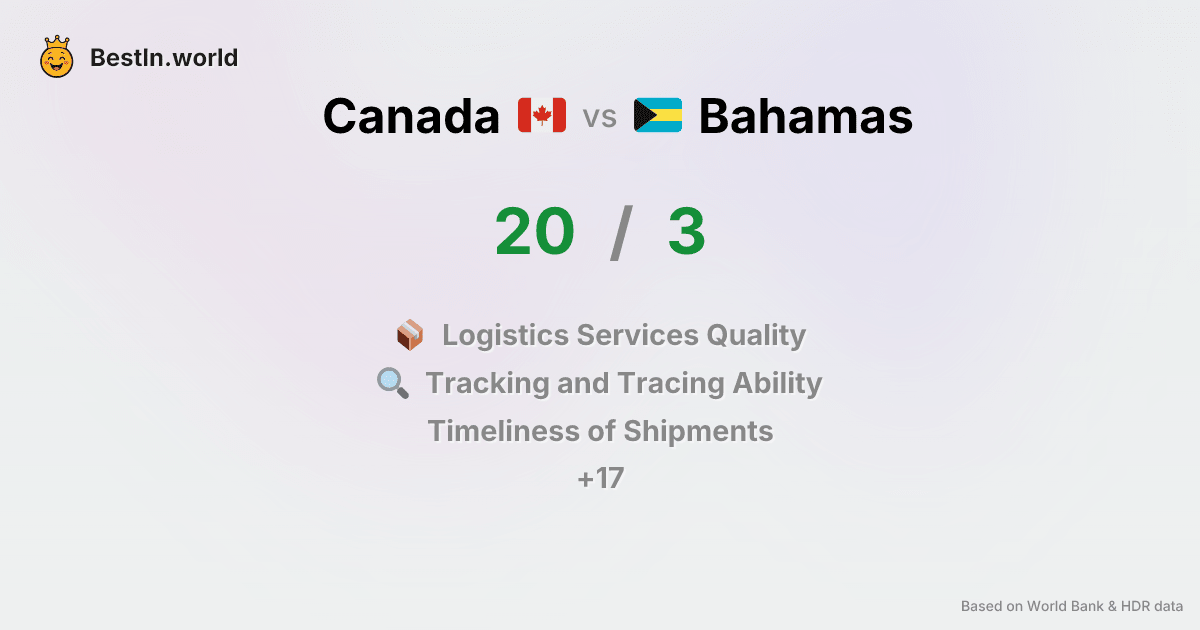 BestIn.world
Canada vs Bahamas
20 / 3
Logistics Services Quality
Tracking and Tracing Ability
Timeliness of Shipments
+17
Based on World Bank & HDR data